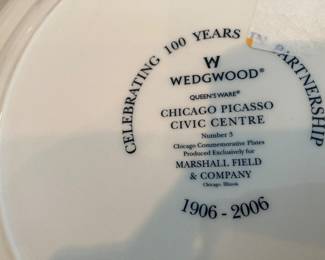 CELEBRATING 100 YEARS PARTNERSHIP
W
WEDGWOOD®
QUEEN'S WARE®
CHICAGO PICASSO
CIVIC CENTRE
Number 3
Chicago Commemorative Plates
Produced Exclusively for
MARSHALL FIELD
& COMPANY
Chicago, Illinois
1906-2006